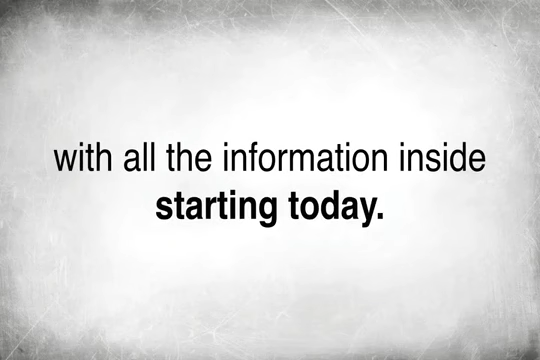 with all the information inside
starting today.